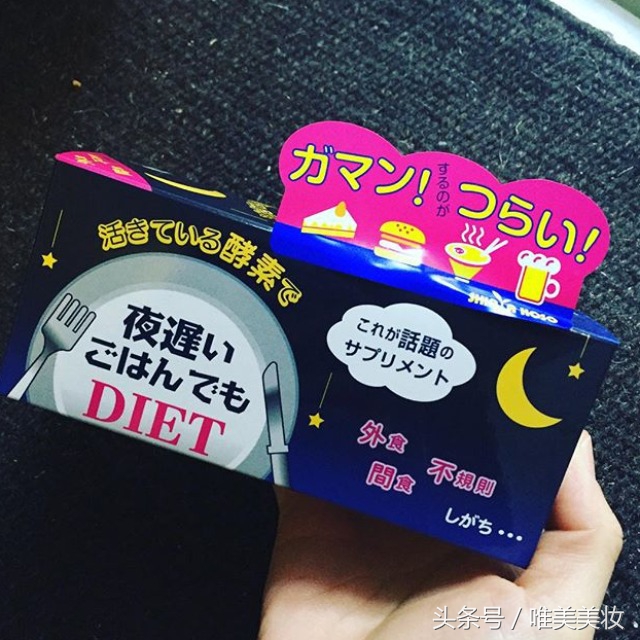 ガマン!
するのが
つらい!
SHINYA KOSO
活きている酵素で
夜遅い
ごはんでも
DIET
これが話題の
サプリメント
外食
間食
不規則
しがち…
头条号 / 唯美美妆